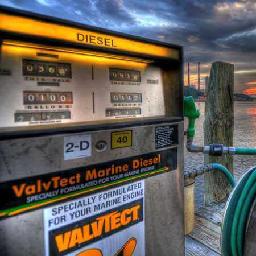 DIESEL
2-D
40
ValvTect Marine Diesel
SPECIALLY FORMULATED FOR YOUR MARINE ENGINE
SPECIALLY FORMULATED
FOR YOUR MARINE ENGINE
VALVTECT